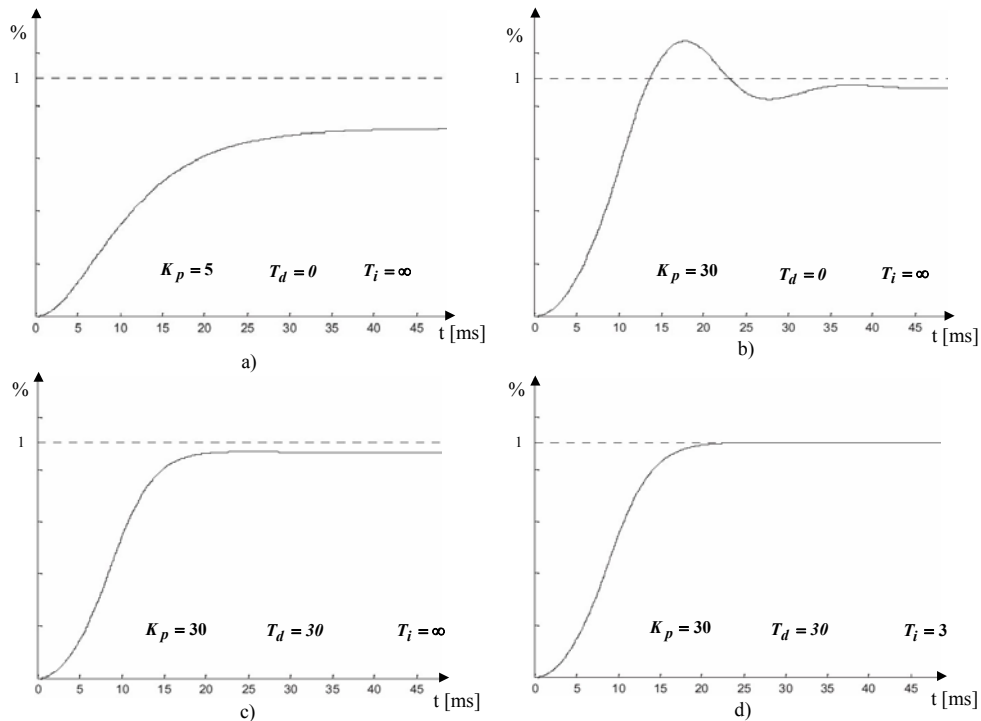 %
1
K_p = 5 T_d = 0 T_i = ∞
0 5 10 15 20 25 30 35 40 45
t [ms]
a)
%
1
K_p = 30 T_d = 0 T_i = ∞
0 5 10 15 20 25 30 35 40 45
t [ms]
b)
%
1
K_p = 30 T_d = 30 T_i = ∞
0 5 10 15 20 25 30 35 40 45
t [ms]
c)
%
1
K_p = 30 T_d = 30 T_i = 3
0 5 10 15 20 25 30 35 40 45
t [ms]
d)